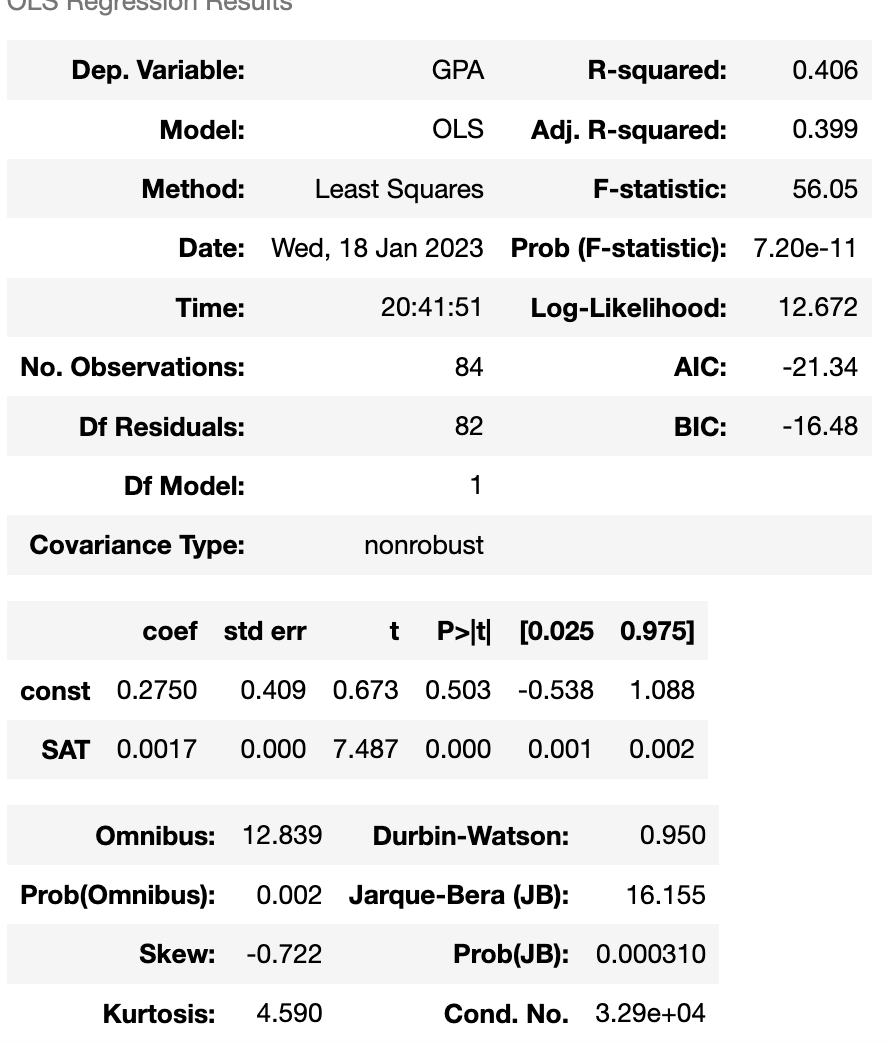 OLS Regression Results
Dep. Variable: GPA R-squared: 0.406
Model: OLS Adj. R-squared: 0.399
Method: Least Squares F-statistic: 56.05
Date: Wed, 18 Jan 2023 Prob (F-statistic): 7.20e-11
Time: 20:41:51 Log-Likelihood: 12.672
No. Observations: 84 AIC: -21.34
Df Residuals: 82 BIC: -16.48
Df Model: 1
Covariance Type: nonrobust
coef std err t P>|t| [0.025 0.975]
const 0.2750 0.409 0.673 0.503 -0.538 1.088
SAT 0.0017 0.000 7.487 0.000 0.001 0.002
Omnibus: 12.839 Durbin-Watson: 0.950
Prob(Omnibus): 0.002 Jarque-Bera (JB): 16.155
Skew: -0.722 Prob(JB): 0.000310
Kurtosis: 4.590 Cond. No. 3.29e+04